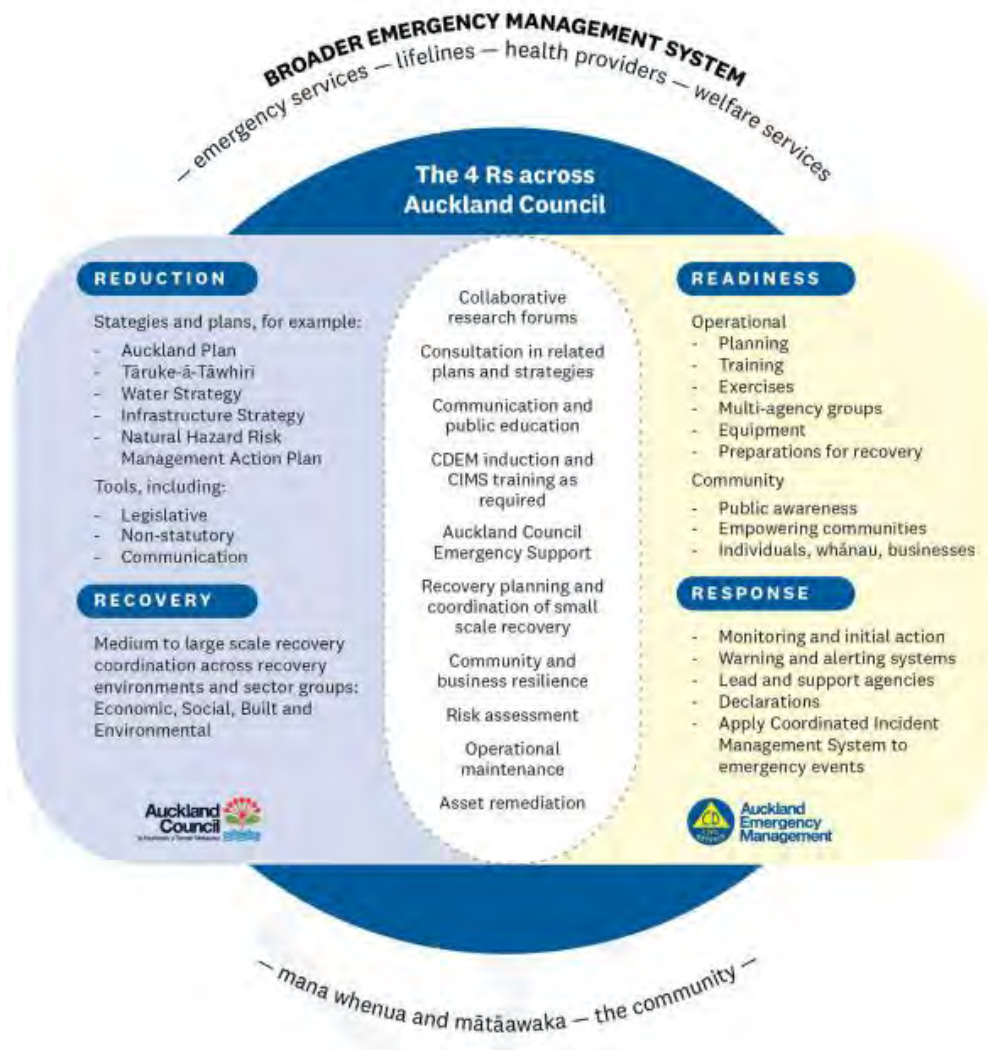 BROADER EMERGENCY MANAGEMENT SYSTEM
— emergency services — lifelines — health providers — welfare services
The 4 Rs across
Auckland Council
REDUCTION
Stategies and plans, for example:
- Auckland Plan
- Tāruke-ā-Tāwhiri
- Water Strategy
- Infrastructure Strategy
- Natural Hazard Risk
Management Action Plan
Tools, including:
- Legislative
- Non-statutory
- Communication
RECOVERY
Medium to large scale recovery
coordination across recovery
environments and sector groups:
Economic, Social, Built and
Environmental
Auckland
Council
Collaborative
research forums
Consultation in related
plans and strategies
Communication and
public education
CDEM induction and
CIMS training as
required
Auckland Council
Emergency Support
Recovery planning and
coordination of small
scale recovery
Community and
business resilience
Risk assessment
Operational
maintenance
Asset remediation
READINESS
Operational
- Planning
- Training
- Exercises
- Multi-agency groups
- Equipment
- Preparations for recovery
Community
- Public awareness
- Empowering communities
- Individuals, whānau, businesses
RESPONSE
- Monitoring and initial action
- Warning and alerting systems
- Lead and support agencies
- Declarations
- Apply Coordinated Incident
Management System to
emergency events
CD
Auckland
Emergency
Management
— mana whenua and mātāawaka — the community —